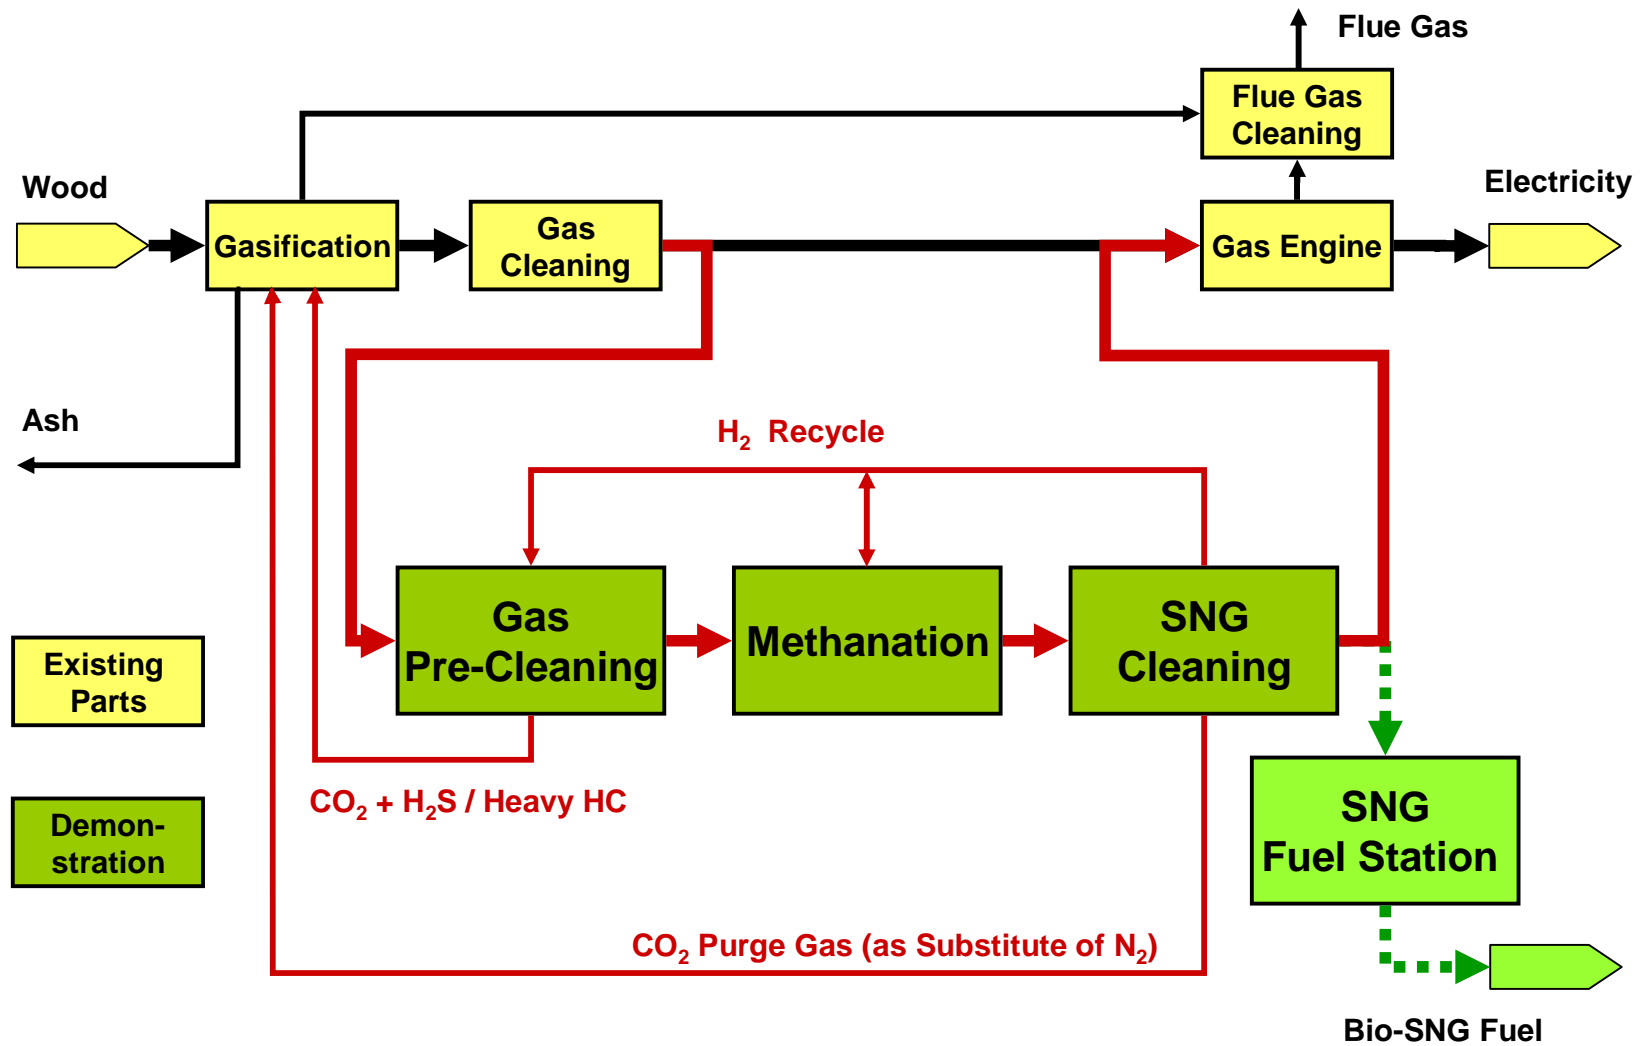 Flue Gas
Flue Gas
Cleaning
Wood
Electricity
Gasification
Gas
Cleaning
Gas Engine
Ash
H₂ Recycle
Gas
Pre-Cleaning
Methanation
SNG
Cleaning
Existing
Parts
CO₂ + H₂S / Heavy HC
Demon-
stration
SNG
Fuel Station
CO₂ Purge Gas (as Substitute of N₂)
Bio-SNG Fuel